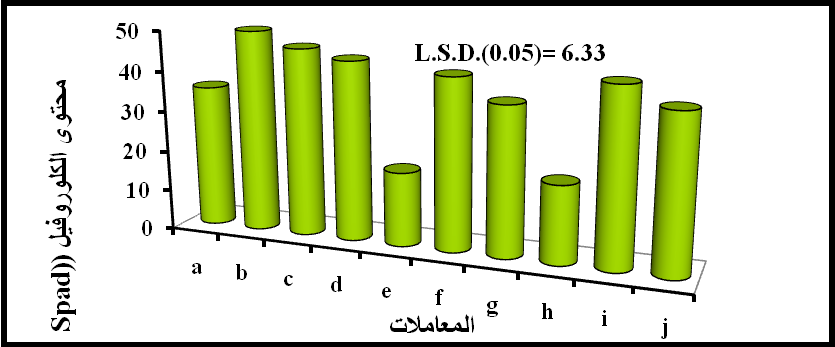 محتوى الكلوروفيل ((Spad
50
40
30
20
10
0
L.S.D.(0.05)= 6.33
a
b
c
d
e
f
g
h
i
j
المعاملات